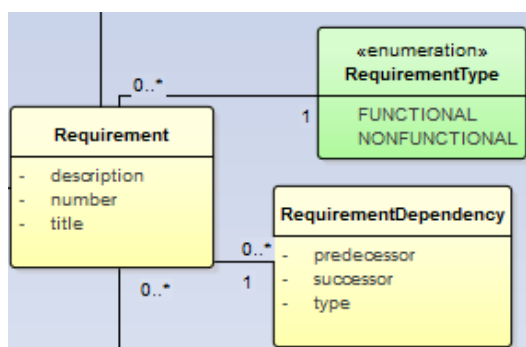 «enumeration»
RequirementType
FUNCTIONAL
NONFUNCTIONAL
0..*
1
Requirement
- description
- number
- title
RequirementDependency
- predecessor
- successor
- type
0..*
1
0..*